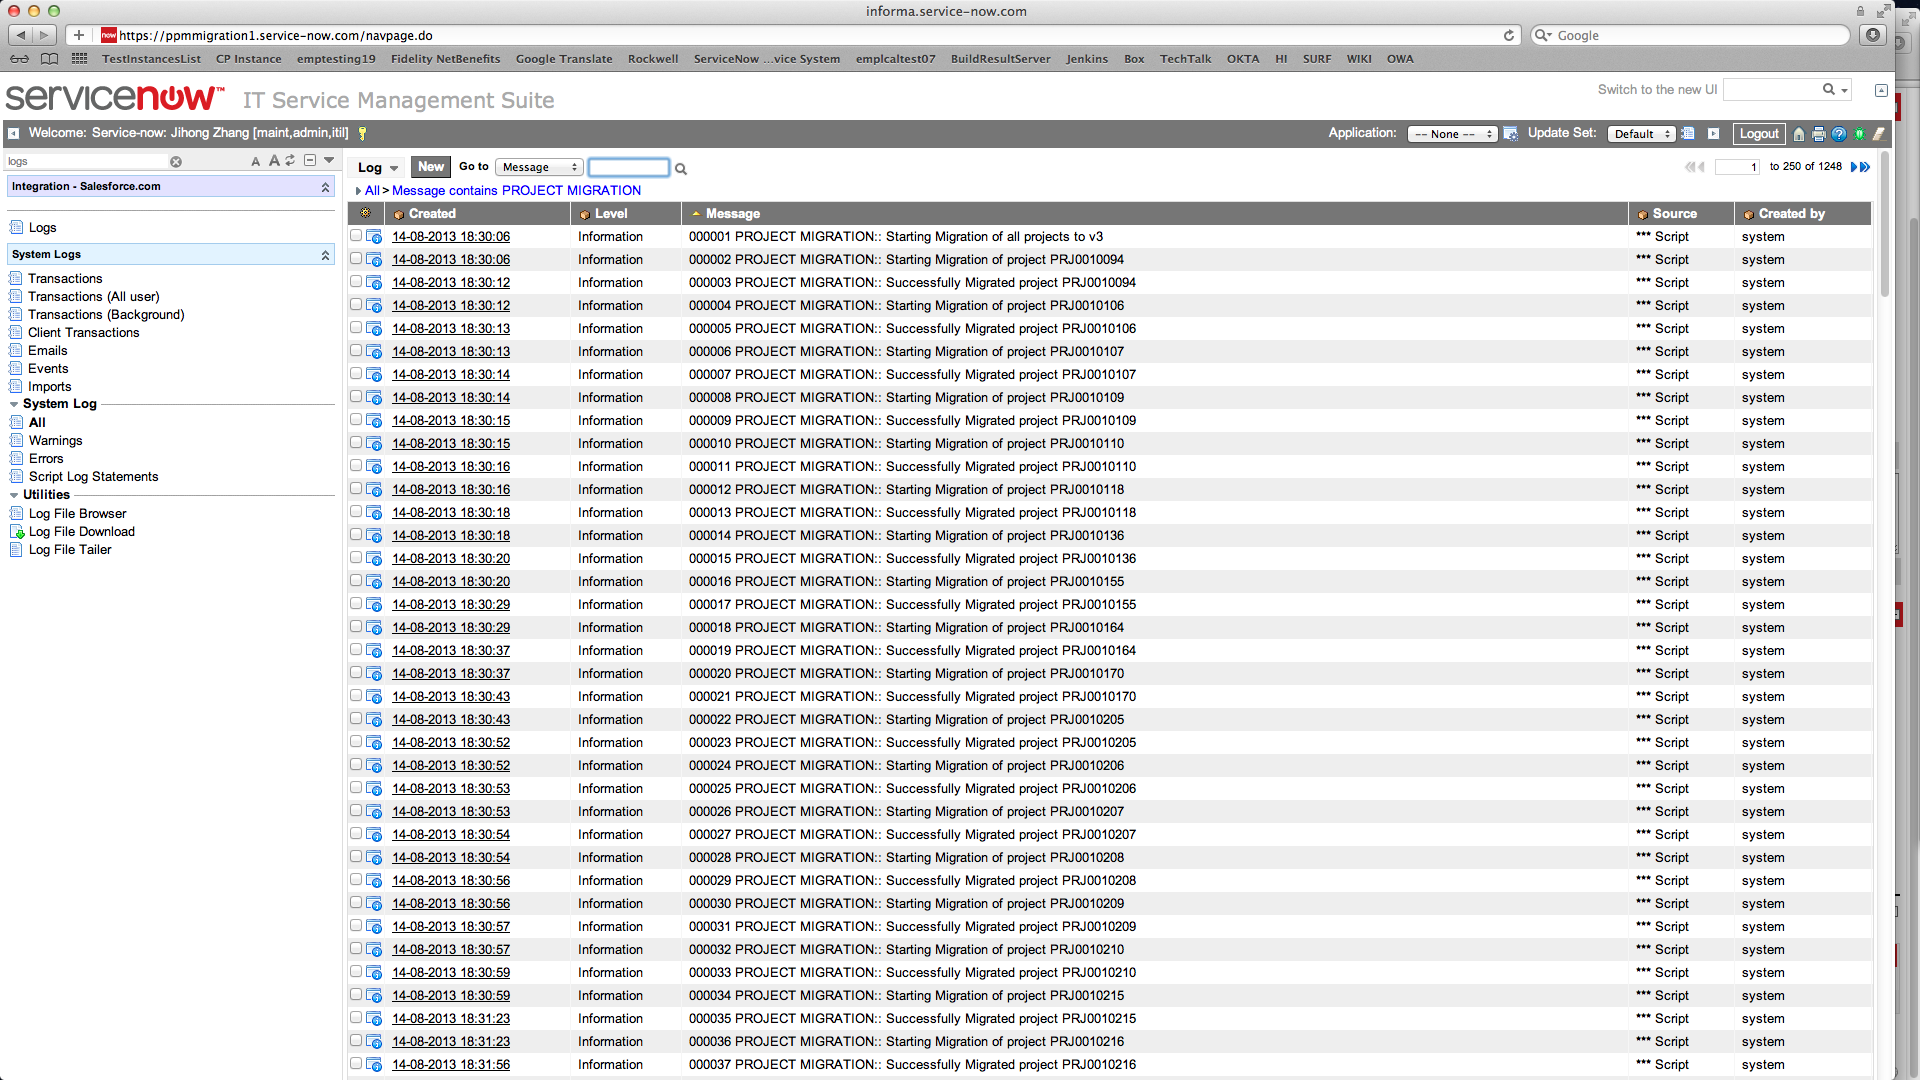 informa.service-now.com
https://ppmmigration1.service-now.com/navpage.do
Google
TestInstancesList CP Instance emptesting19 Fidelity NetBenefits Google Translate Rockwell ServiceNow ...vice System emplcaltest07 BuildResultServer Jenkins Box TechTalk OKTA HI SURF WIKI OWA
servicenow™ IT Service Management Suite
Switch to the new UI
Welcome: Service-now: Jihong Zhang [maint,admin,itil]
Application: -- None -- Update Set: Default Logout
logs A A
Log New Go to Message
1 to 250 of 1248
Integration - Salesforce.com
All > Message contains PROJECT MIGRATION
Logs
System Logs
Transactions
Transactions (All user)
Transactions (Background)
Client Transactions
Emails
Events
Imports
System Log
All
Warnings
Errors
Script Log Statements
Utilities
Log File Browser
Log File Download
Log File Tailer
Created Level Message Source Created by
14-08-2013 18:30:06 Information 000001 PROJECT MIGRATION:: Starting Migration of all projects to v3 *** Script system
14-08-2013 18:30:06 Information 000002 PROJECT MIGRATION:: Starting Migration of project PRJ0010094 *** Script system
14-08-2013 18:30:12 Information 000003 PROJECT MIGRATION:: Successfully Migrated project PRJ0010094 *** Script system
14-08-2013 18:30:12 Information 000004 PROJECT MIGRATION:: Starting Migration of project PRJ0010106 *** Script system
14-08-2013 18:30:13 Information 000005 PROJECT MIGRATION:: Successfully Migrated project PRJ0010106 *** Script system
14-08-2013 18:30:13 Information 000006 PROJECT MIGRATION:: Starting Migration of project PRJ0010107 *** Script system
14-08-2013 18:30:14 Information 000007 PROJECT MIGRATION:: Successfully Migrated project PRJ0010107 *** Script system
14-08-2013 18:30:14 Information 000008 PROJECT MIGRATION:: Starting Migration of project PRJ0010109 *** Script system
14-08-2013 18:30:15 Information 000009 PROJECT MIGRATION:: Successfully Migrated project PRJ0010109 *** Script system
14-08-2013 18:30:15 Information 000010 PROJECT MIGRATION:: Starting Migration of project PRJ0010110 *** Script system
14-08-2013 18:30:16 Information 000011 PROJECT MIGRATION:: Successfully Migrated project PRJ0010110 *** Script system
14-08-2013 18:30:16 Information 000012 PROJECT MIGRATION:: Starting Migration of project PRJ0010118 *** Script system
14-08-2013 18:30:18 Information 000013 PROJECT MIGRATION:: Successfully Migrated project PRJ0010118 *** Script system
14-08-2013 18:30:18 Information 000014 PROJECT MIGRATION:: Starting Migration of project PRJ0010136 *** Script system
14-08-2013 18:30:20 Information 000015 PROJECT MIGRATION:: Successfully Migrated project PRJ0010136 *** Script system
14-08-2013 18:30:20 Information 000016 PROJECT MIGRATION:: Starting Migration of project PRJ0010155 *** Script system
14-08-2013 18:30:29 Information 000017 PROJECT MIGRATION:: Successfully Migrated project PRJ0010155 *** Script system
14-08-2013 18:30:29 Information 000018 PROJECT MIGRATION:: Starting Migration of project PRJ0010164 *** Script system
14-08-2013 18:30:37 Information 000019 PROJECT MIGRATION:: Successfully Migrated project PRJ0010164 *** Script system
14-08-2013 18:30:37 Information 000020 PROJECT MIGRATION:: Starting Migration of project PRJ0010170 *** Script system
14-08-2013 18:30:43 Information 000021 PROJECT MIGRATION:: Successfully Migrated project PRJ0010170 *** Script system
14-08-2013 18:30:43 Information 000022 PROJECT MIGRATION:: Starting Migration of project PRJ0010205 *** Script system
14-08-2013 18:30:52 Information 000023 PROJECT MIGRATION:: Successfully Migrated project PRJ0010205 *** Script system
14-08-2013 18:30:52 Information 000024 PROJECT MIGRATION:: Starting Migration of project PRJ0010206 *** Script system
14-08-2013 18:30:53 Information 000025 PROJECT MIGRATION:: Successfully Migrated project PRJ0010206 *** Script system
14-08-2013 18:30:53 Information 000026 PROJECT MIGRATION:: Starting Migration of project PRJ0010207 *** Script system
14-08-2013 18:30:54 Information 000027 PROJECT MIGRATION:: Successfully Migrated project PRJ0010207 *** Script system
14-08-2013 18:30:54 Information 000028 PROJECT MIGRATION:: Starting Migration of project PRJ0010208 *** Script system
14-08-2013 18:30:56 Information 000029 PROJECT MIGRATION:: Successfully Migrated project PRJ0010208 *** Script system
14-08-2013 18:30:56 Information 000030 PROJECT MIGRATION:: Starting Migration of project PRJ0010209 *** Script system
14-08-2013 18:30:57 Information 000031 PROJECT MIGRATION:: Successfully Migrated project PRJ0010209 *** Script system
14-08-2013 18:30:57 Information 000032 PROJECT MIGRATION:: Starting Migration of project PRJ0010210 *** Script system
14-08-2013 18:30:59 Information 000033 PROJECT MIGRATION:: Successfully Migrated project PRJ0010210 *** Script system
14-08-2013 18:30:59 Information 000034 PROJECT MIGRATION:: Starting Migration of project PRJ0010215 *** Script system
14-08-2013 18:31:23 Information 000035 PROJECT MIGRATION:: Successfully Migrated project PRJ0010215 *** Script system
14-08-2013 18:31:23 Information 000036 PROJECT MIGRATION:: Starting Migration of project PRJ0010216 *** Script system
14-08-2013 18:31:56 Information 000037 PROJECT MIGRATION:: Successfully Migrated project PRJ0010216 *** Script system